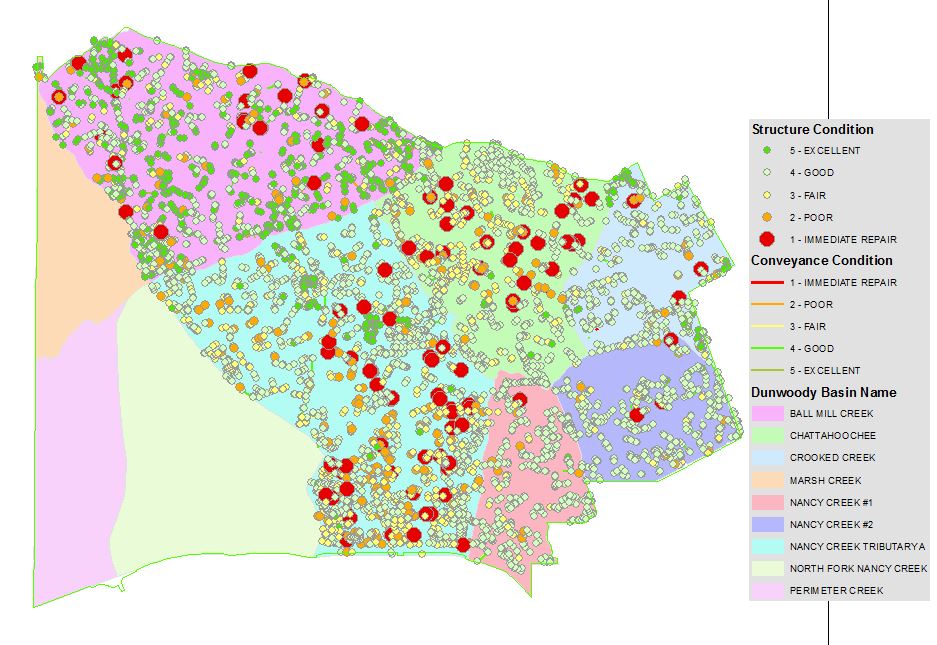 Structure Condition
5 - EXCELLENT
4 - GOOD
3 - FAIR
2 - POOR
1 - IMMEDIATE REPAIR
Conveyance Condition
1 - IMMEDIATE REPAIR
2 - POOR
3 - FAIR
4 - GOOD
5 - EXCELLENT
Dunwoody Basin Name
BALL MILL CREEK
CHATTAHOOCHEE
CROOKED CREEK
MARSH CREEK
NANCY CREEK #1
NANCY CREEK #2
NANCY CREEK TRIBUTARY A
NORTH FORK NANCY CREEK
PERIMETER CREEK